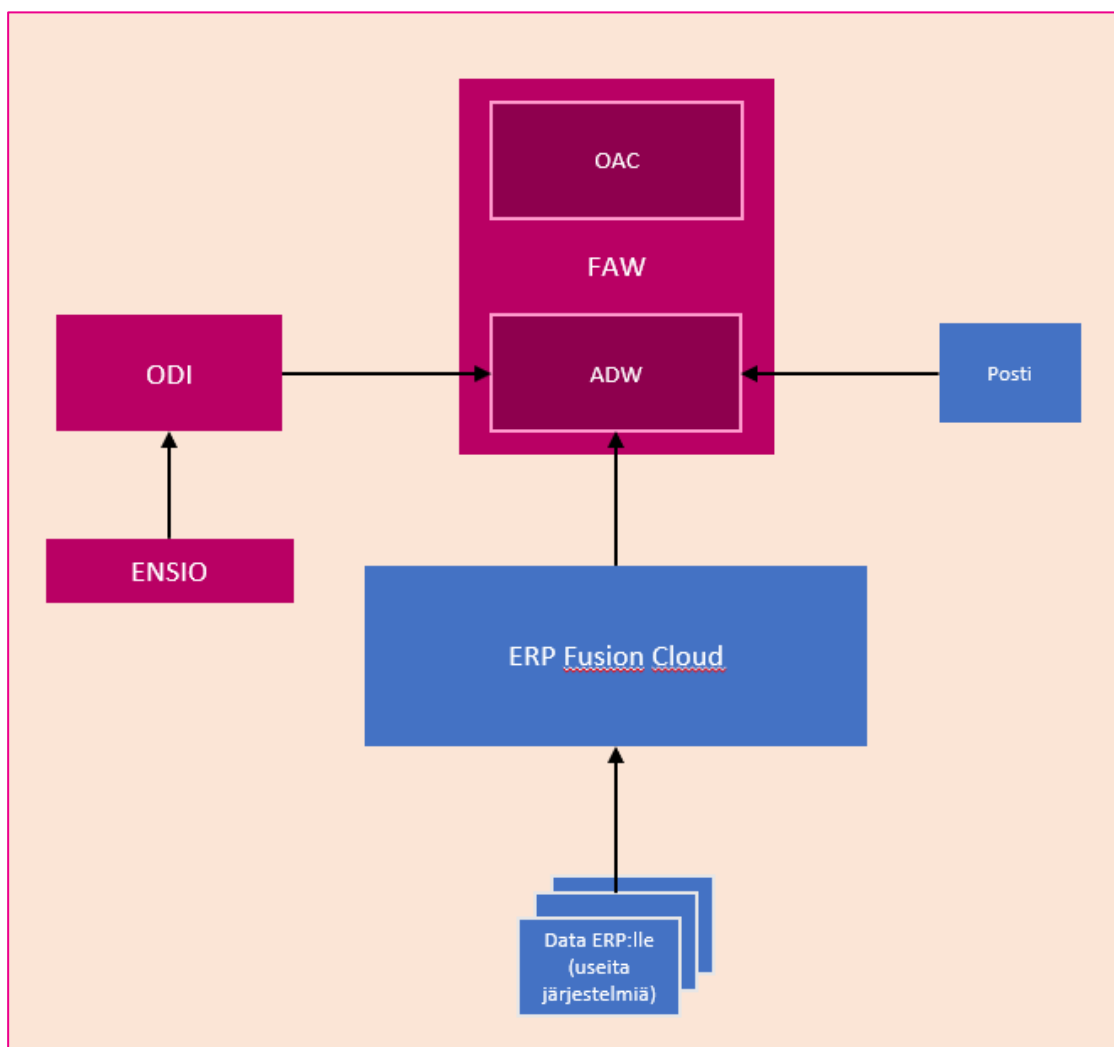 OAC
FAW
ODI
ADW
Posti
ENSIO
ERP Fusion Cloud
Data ERP:lle
(useita
järjestelmiä)